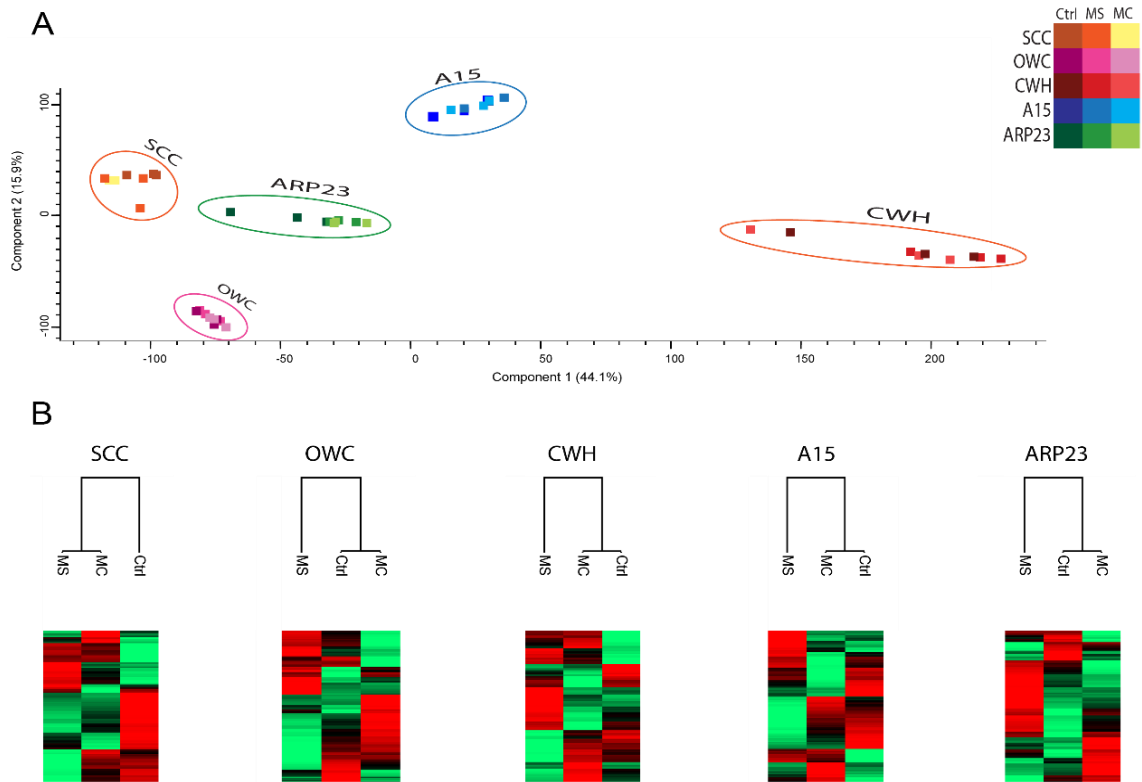 A
Ctrl MS MC
SCC
OWC
CWH
A15
ARP23
A15
SCC
ARP23
CWH
OWC
Component 2 (15.9%)
100
0
-100
-100 -50 0 50 100 150 200
Component 1 (44.1%)
B
SCC OWC CWH A15 ARP23
MS MC Ctrl MS Ctrl MC MS MC Ctrl MS MC Ctrl MS Ctrl MC